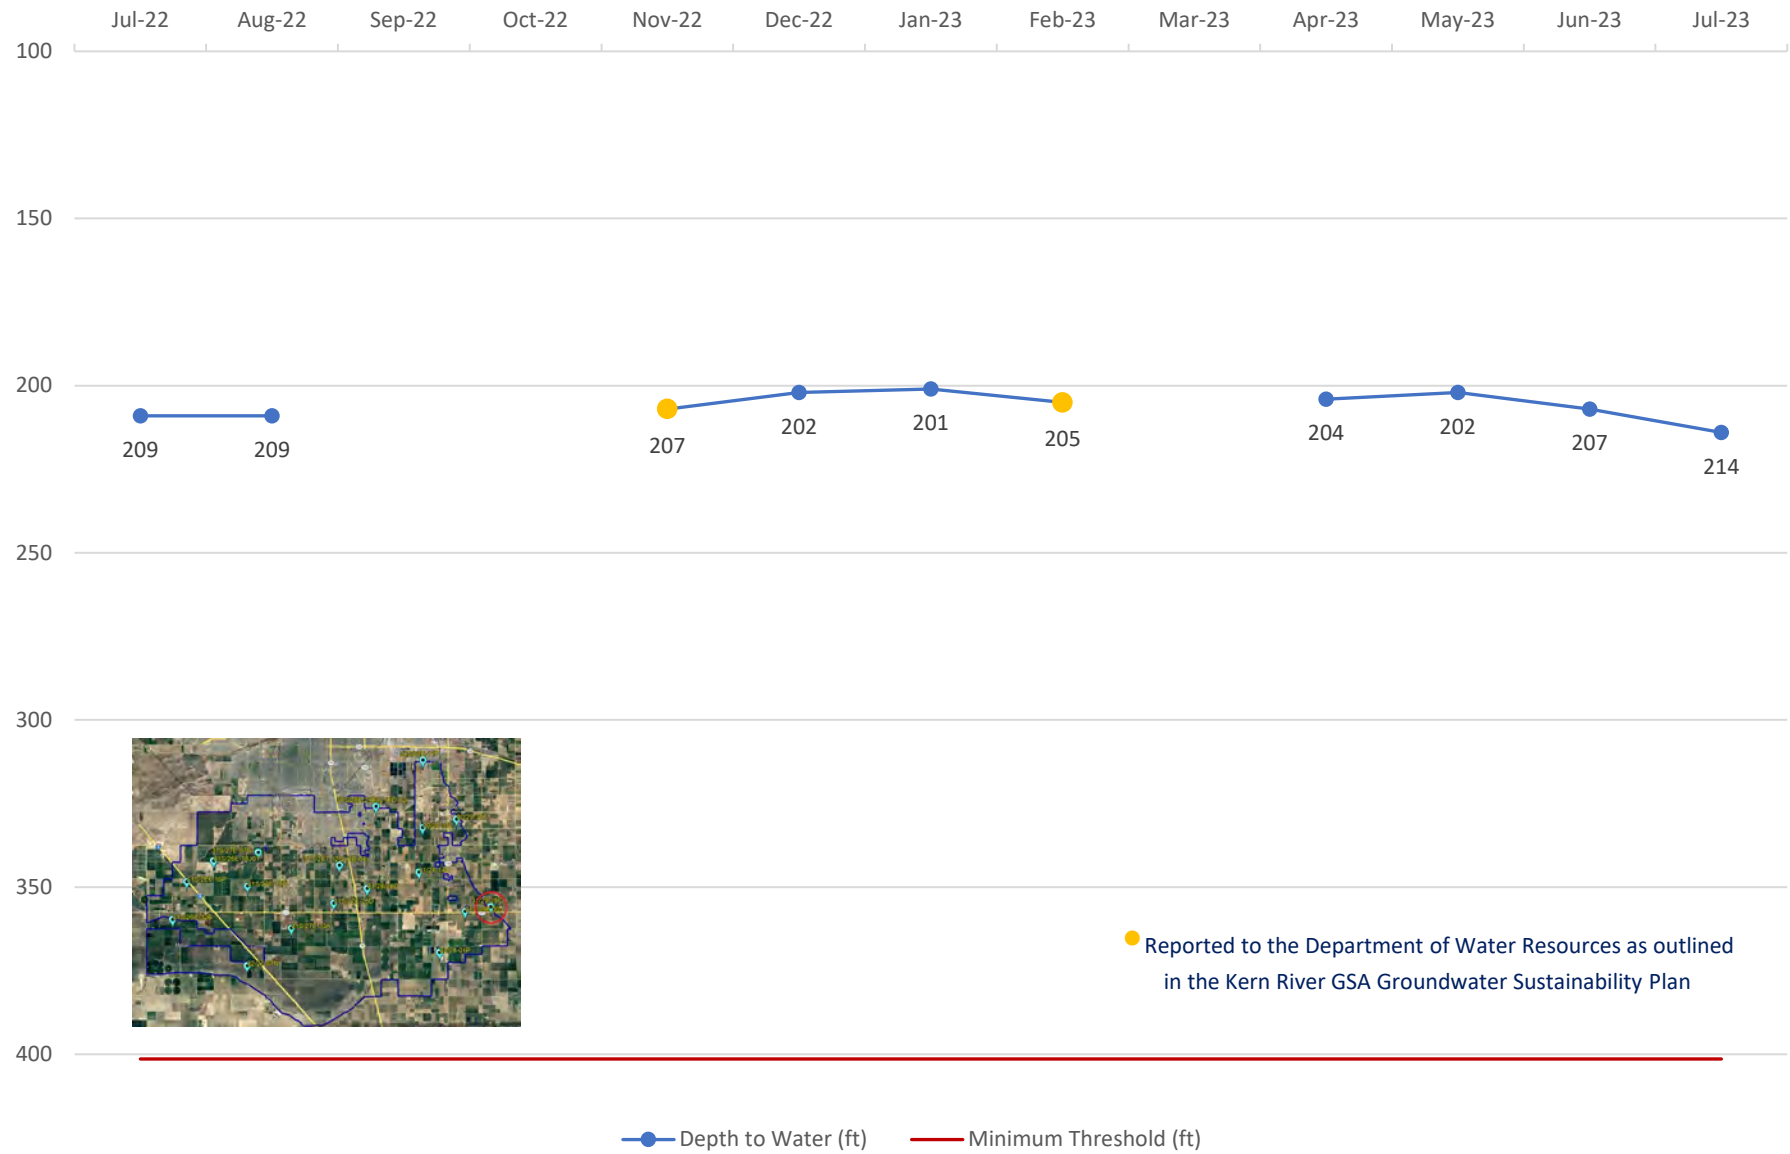 Jul-22 Aug-22 Sep-22 Oct-22 Nov-22 Dec-22 Jan-23 Feb-23 Mar-23 Apr-23 May-23 Jun-23 Jul-23
100
150
200
209 209 207 202 201 205 204 202 207 214
250
300
350
Reported to the Department of Water Resources as outlined
in the Kern River GSA Groundwater Sustainability Plan
400
Depth to Water (ft) Minimum Threshold (ft)